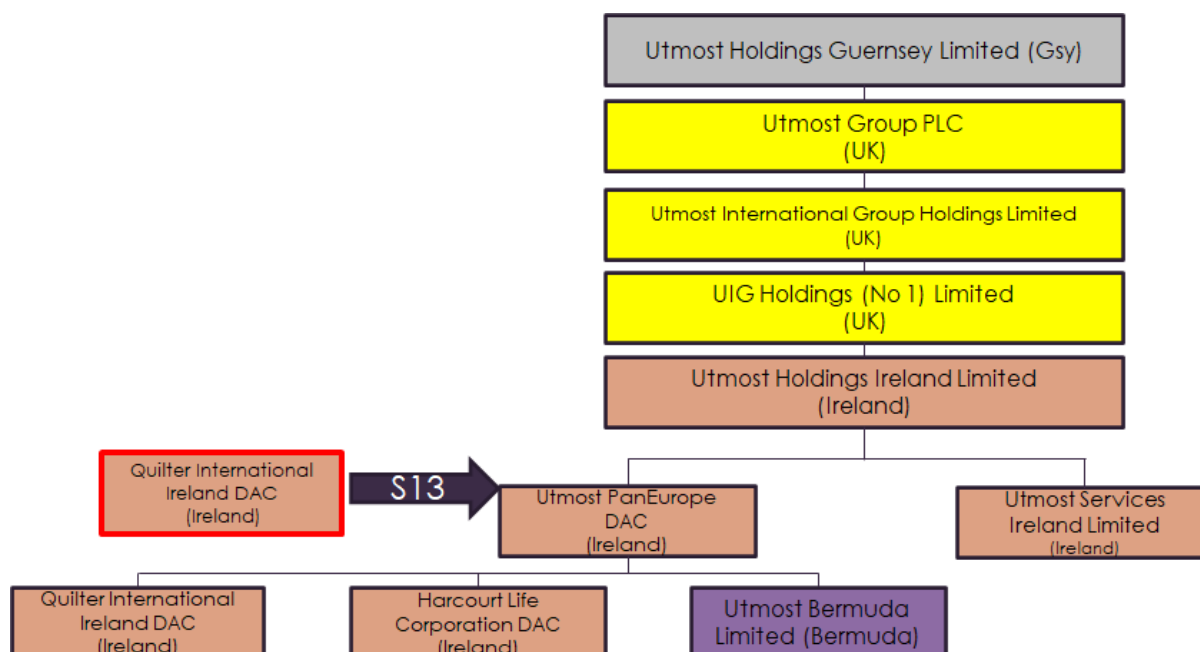 Utmost Holdings Guernsey Limited (Gsy)
Utmost Group PLC
(UK)
Utmost International Group Holdings Limited
(UK)
UIG Holdings (No 1) Limited
(UK)
Utmost Holdings Ireland Limited
(Ireland)
Quilter International
Ireland DAC
(Ireland)
S13
Utmost PanEurope
DAC
(Ireland)
Utmost Services
Ireland Limited
(Ireland)
Quilter International
Ireland DAC
(Ireland)
Harcourt Life
Corporation DAC
(Ireland)
Utmost Bermuda
Limited (Bermuda)